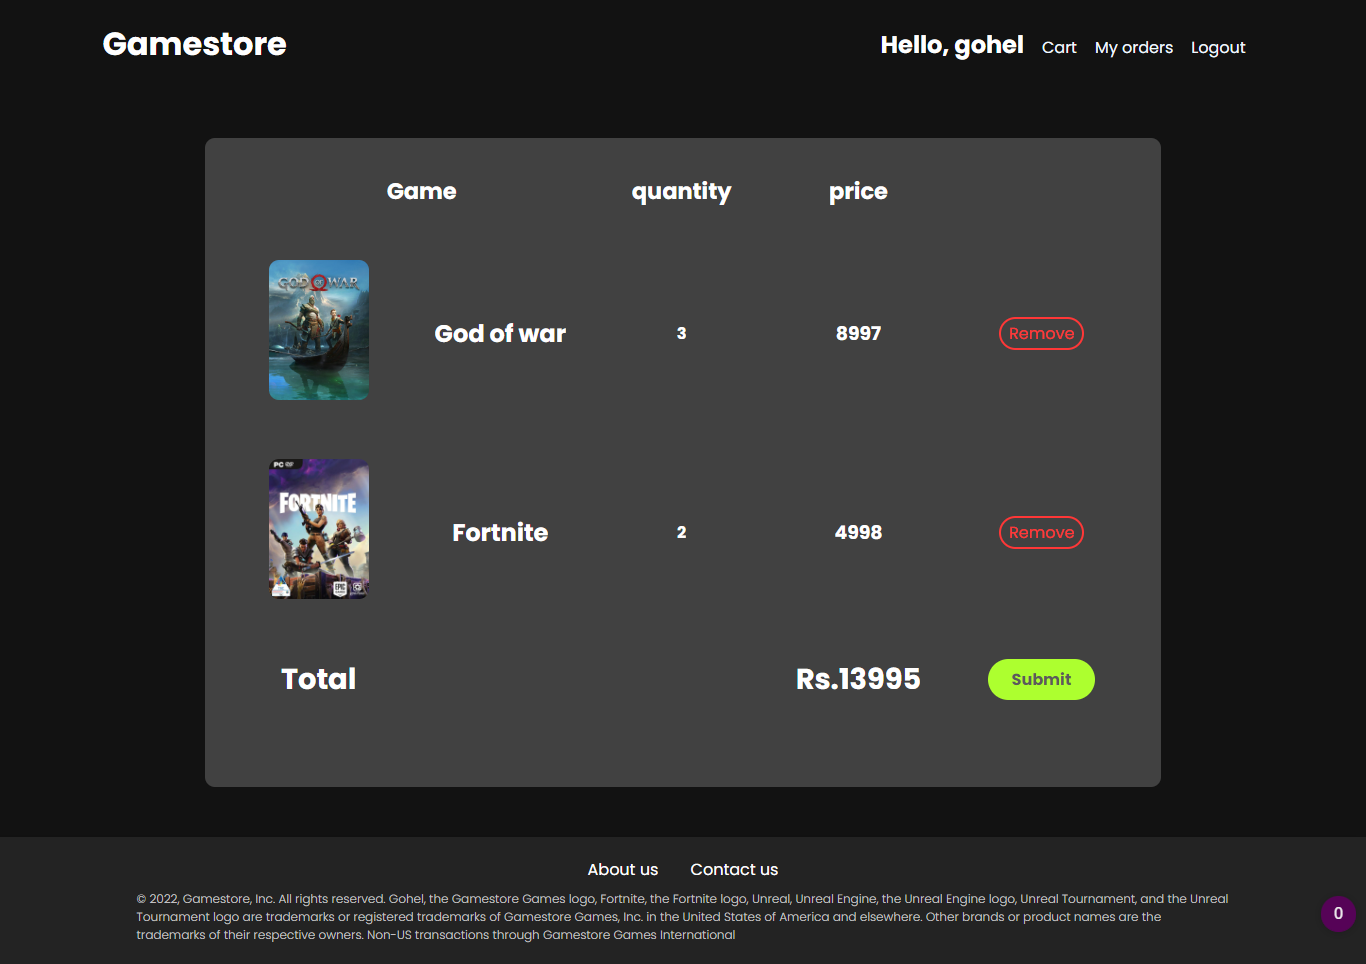 Gamestore
Hello, gohel Cart My orders Logout
Game quantity price
GOD OF WAR
God of war 3 8997 Remove
PC
FORTNITE
EPIC GAMES
Fortnite 2 4998 Remove
Total Rs.13995 Submit
About us Contact us
© 2022, Gamestore, Inc. All rights reserved. Gohel, the Gamestore Games logo, Fortnite, the Fortnite logo, Unreal, Unreal Engine, the Unreal Engine logo, Unreal Tournament, and the Unreal
Tournament logo are trademarks or registered trademarks of Gamestore Games, Inc. in the United States of America and elsewhere. Other brands or product names are the
trademarks of their respective owners. Non-US transactions through Gamestore Games International
0